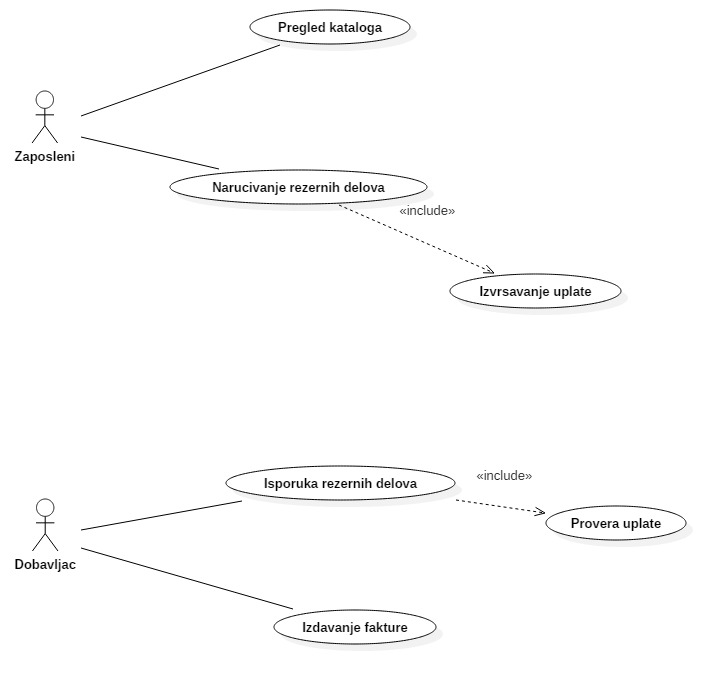 Pregled kataloga
Zaposleni
Narucivanje rezernih delova
«include»
Izvrsavanje uplate
Isporuka rezernih delova
«include»
Provera uplate
Dobavljac
Izdavanje fakture